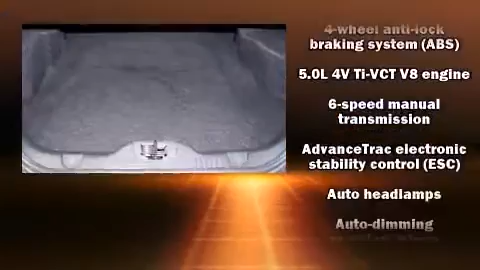 4-wheel anti-lock
braking system (ABS)
5.0L 4V Ti-VCT V8 engine
6-speed manual
transmission
AdvanceTrac electronic
stability control (ESC)
Auto headlamps
Auto-dimming